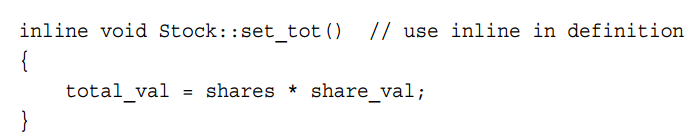 inline void Stock::set_tot()  // use inline in definition
{
    total_val = shares * share_val;
}